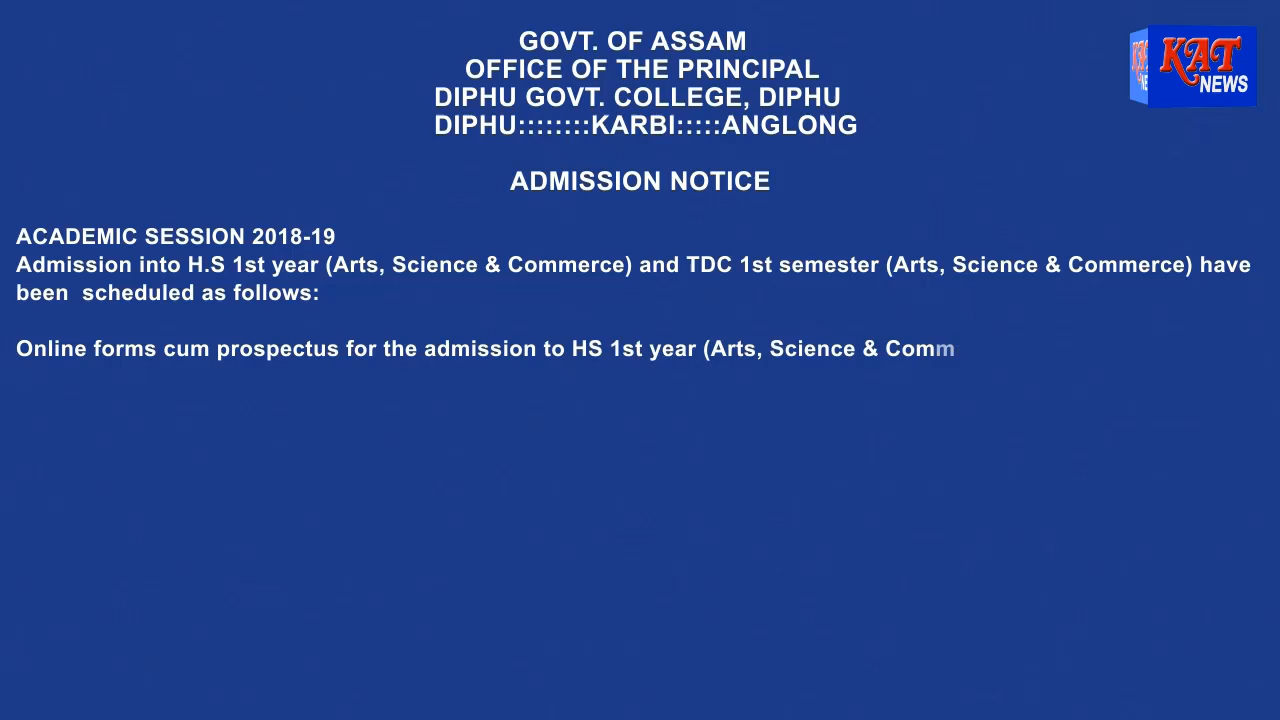 GOVT. OF ASSAM
OFFICE OF THE PRINCIPAL
DIPHU GOVT. COLLEGE, DIPHU
DIPHU::::::::KARBI:::::ANGLONG
KAT
NEWS
ADMISSION NOTICE
ACADEMIC SESSION 2018-19
Admission into H.S 1st year (Arts, Science & Commerce) and TDC 1st semester (Arts, Science & Commerce) have
been  scheduled as follows:
Online forms cum prospectus for the admission to HS 1st year (Arts, Science & Comm